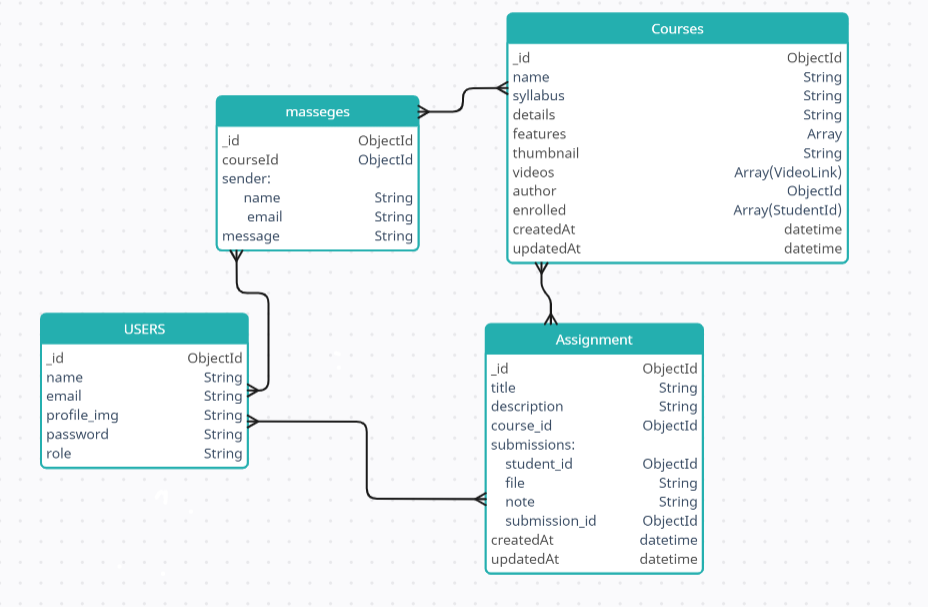 Courses
_id ObjectId
name String
syllabus String
details String
features Array
thumbnail String
videos Array(VideoLink)
author ObjectId
enrolled Array(StudentId)
createdAt datetime
updatedAt datetime
masseges
_id ObjectId
courseId ObjectId
sender:
name String
email String
message String
USERS
_id ObjectId
name String
email String
profile_img String
password String
role String
Assignment
_id ObjectId
title String
description String
course_id ObjectId
submissions:
student_id ObjectId
file String
note String
submission_id ObjectId
createdAt datetime
updatedAt datetime